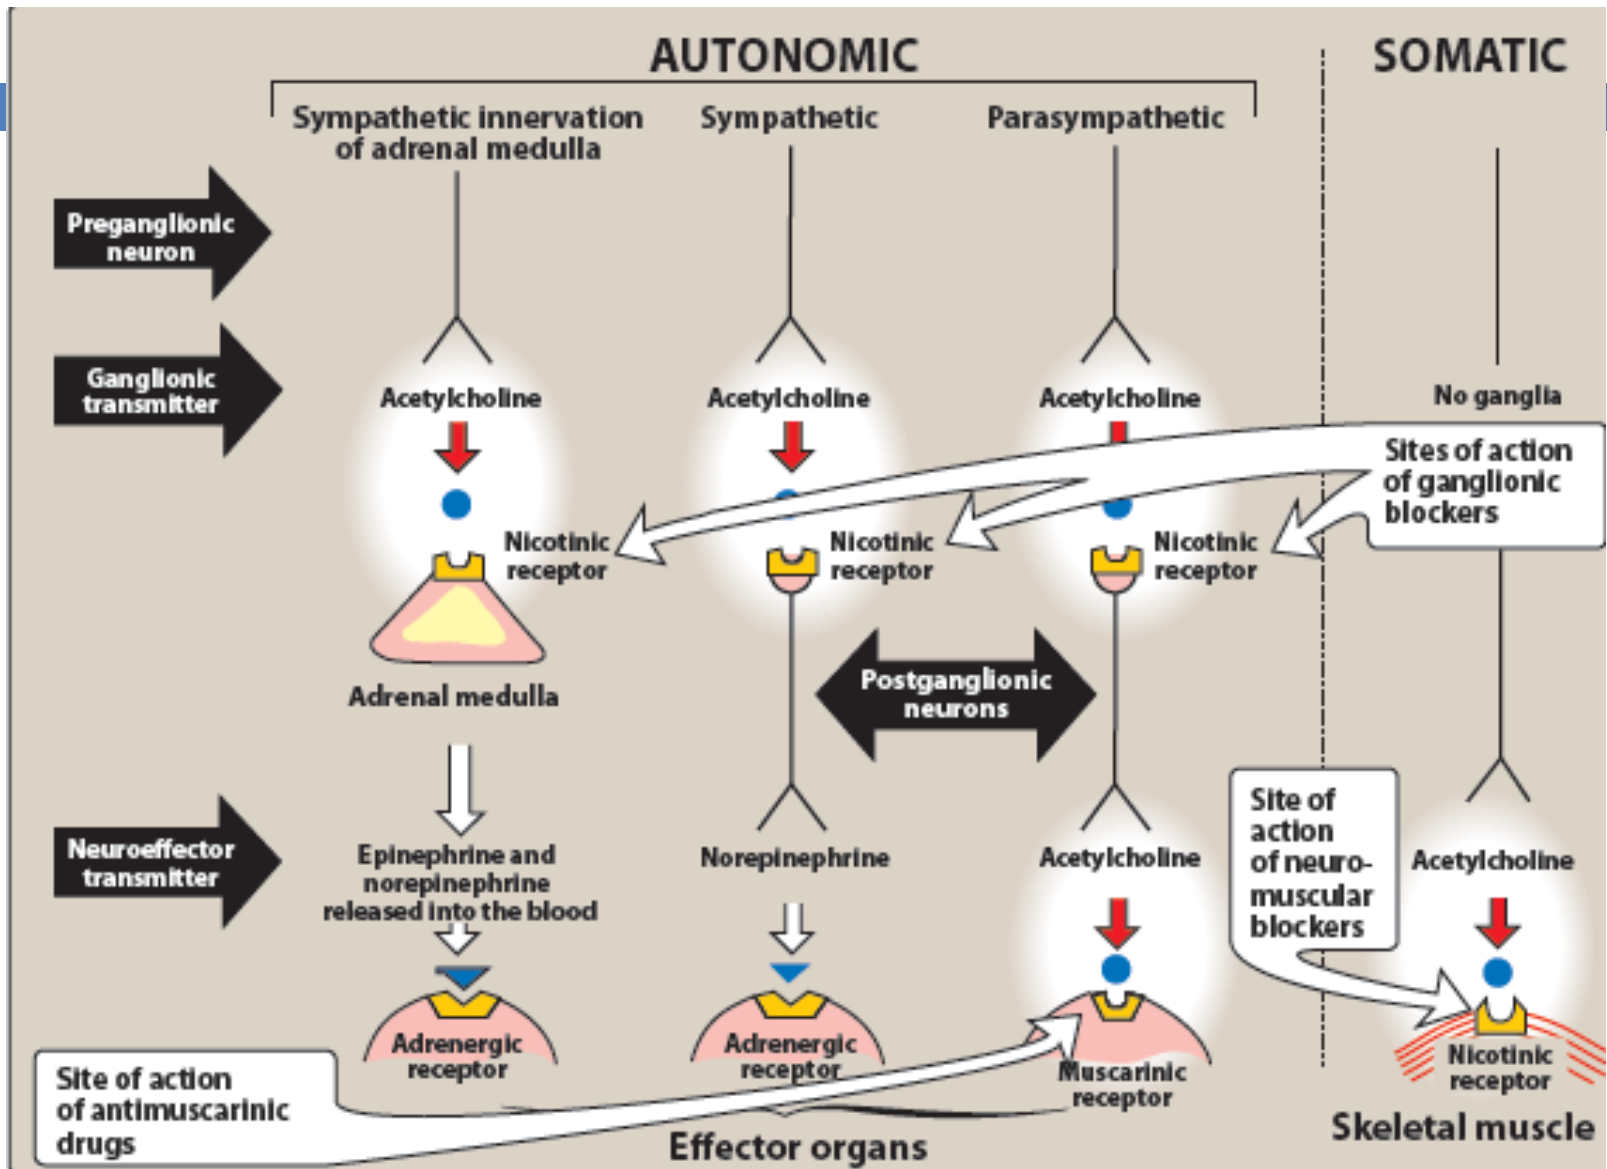 AUTONOMIC
SOMATIC
Sympathetic innervation
of adrenal medulla
Sympathetic
Parasympathetic
Preganglionic
neuron
Ganglionic
transmitter
Acetylcholine
Acetylcholine
Acetylcholine
No ganglia
Sites of action
of ganglionic
blockers
Nicotinic
receptor
Nicotinic
receptor
Nicotinic
receptor
Adrenal medulla
Postganglionic
neurons
Neuroeffector
transmitter
Epinephrine and
norepinephrine
released into the blood
Norepinephrine
Acetylcholine
Site of
action
of neuro-
muscular
blockers
Acetylcholine
Adrenergic
receptor
Adrenergic
receptor
Muscarinic
receptor
Nicotinic
receptor
Site of action
of antimuscarinic
drugs
Effector organs
Skeletal muscle